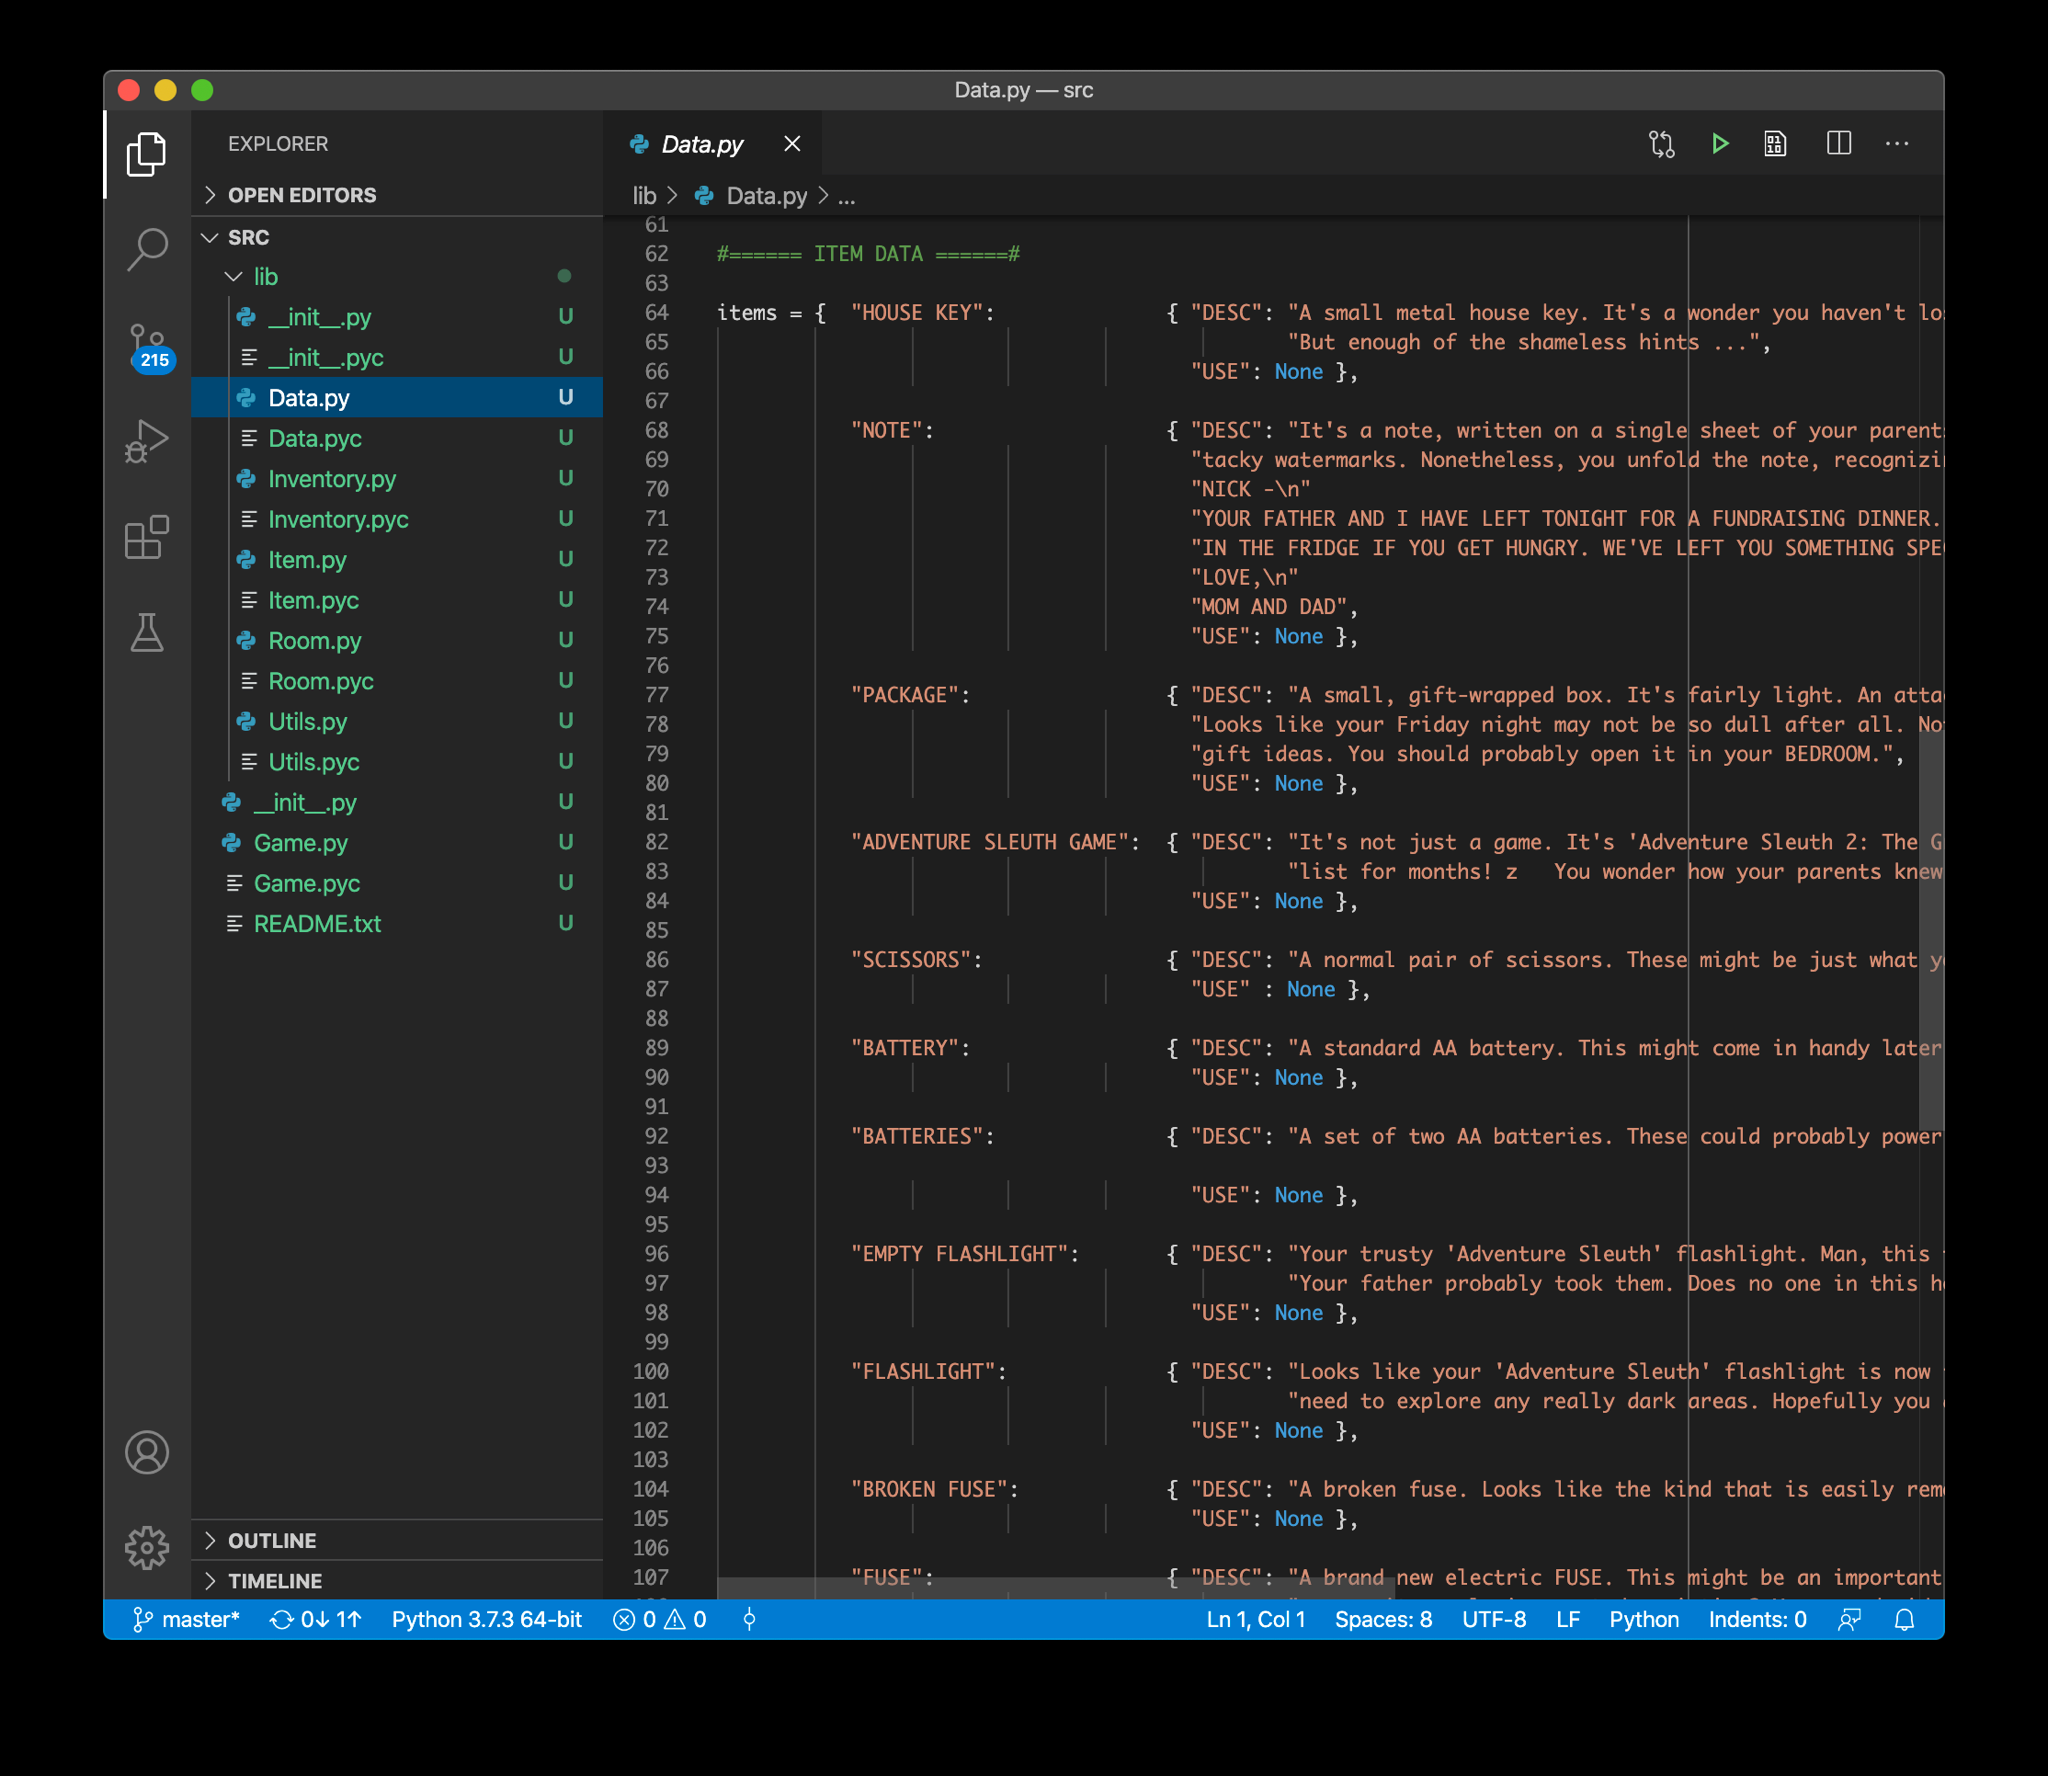 Data.py — src
EXPLORER
OPEN EDITORS
SRC
lib
__init__.py U
__init__.pyc U
Data.py U
Data.pyc U
Inventory.py U
Inventory.pyc U
Item.py U
Item.pyc U
Room.py U
Room.pyc U
Utils.py U
Utils.pyc U
__init__.py U
Game.py U
Game.pyc U
README.txt U
OUTLINE
TIMELINE
215
Data.py
lib > Data.py > ...
61
62 #====== ITEM DATA ======#
63
64 items = { "HOUSE KEY": { "DESC": "A small metal house key. It's a wonder you haven't lo
65 "But enough of the shameless hints ...",
66 "USE": None },
67
68 "NOTE": { "DESC": "It's a note, written on a single sheet of your parent
69 "tacky watermarks. Nonetheless, you unfold the note, recognizi
70 "NICK -\n"
71 "YOUR FATHER AND I HAVE LEFT TONIGHT FOR A FUNDRAISING DINNER.
72 "IN THE FRIDGE IF YOU GET HUNGRY. WE'VE LEFT YOU SOMETHING SPE
73 "LOVE,\n"
74 "MOM AND DAD",
75 "USE": None },
76
77 "PACKAGE": { "DESC": "A small, gift-wrapped box. It's fairly light. An atta
78 "Looks like your Friday night may not be so dull after all. No
79 "gift ideas. You should probably open it in your BEDROOM.",
80 "USE": None },
81
82 "ADVENTURE SLEUTH GAME": { "DESC": "It's not just a game. It's 'Adventure Sleuth 2: The G
83 "list for months! z   You wonder how your parents knew
84 "USE": None },
85
86 "SCISSORS": { "DESC": "A normal pair of scissors. These might be just what y
87 "USE" : None },
88
89 "BATTERY": { "DESC": "A standard AA battery. This might come in handy later
90 "USE": None },
91
92 "BATTERIES": { "DESC": "A set of two AA batteries. These could probably power
93
94 "USE": None },
95
96 "EMPTY FLASHLIGHT": { "DESC": "Your trusty 'Adventure Sleuth' flashlight. Man, this
97 "Your father probably took them. Does no one in this h
98 "USE": None },
99
100 "FLASHLIGHT": { "DESC": "Looks like your 'Adventure Sleuth' flashlight is now
101 "need to explore any really dark areas. Hopefully you
102 "USE": None },
103
104 "BROKEN FUSE": { "DESC": "A broken fuse. Looks like the kind that is easily rem
105 "USE": None },
106
107 "FUSE": { "DESC": "A brand new electric FUSE. This might be an important
master* 0↓ 1↑ Python 3.7.3 64-bit 0 0 Ln 1, Col 1 Spaces: 8 UTF-8 LF Python Indents: 0